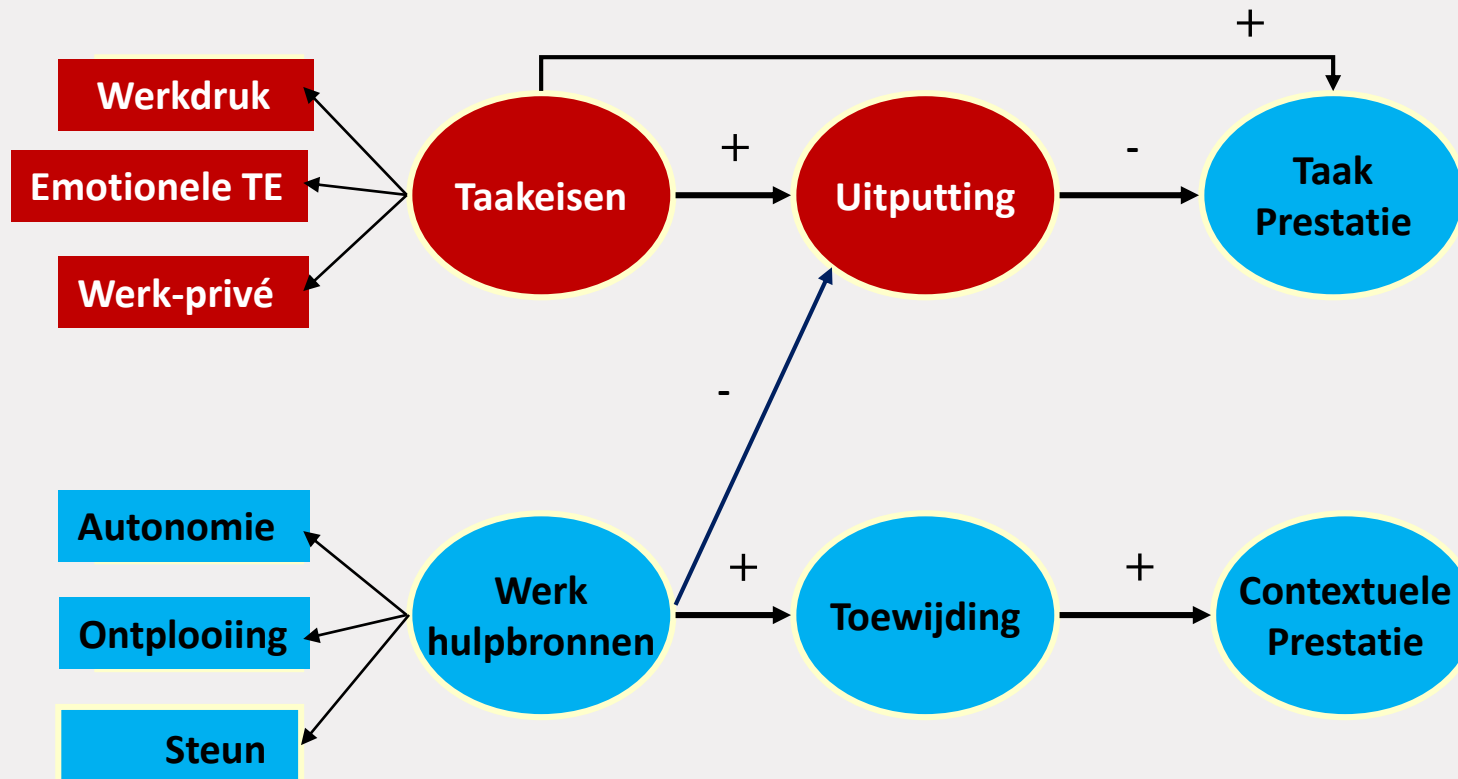 +
Werkdruk
Emotionele TE
Werk-privé
Taakeisen
+
Uitputting
-
Taak
Prestatie
-
Autonomie
Ontplooiing
Steun
Werk
hulpbronnen
+
Toewijding
+
Contextuele
Prestatie